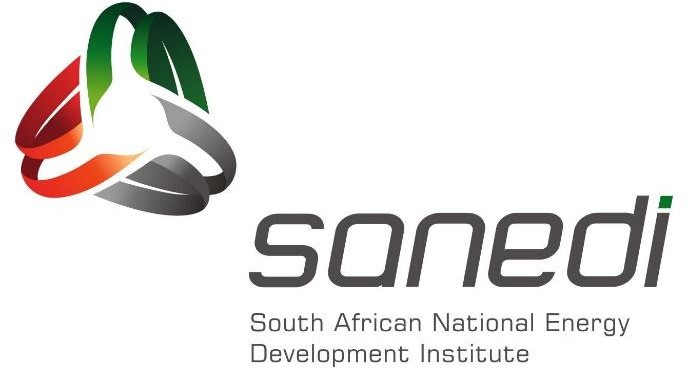 sanedi
South African National Energy
Development Institute